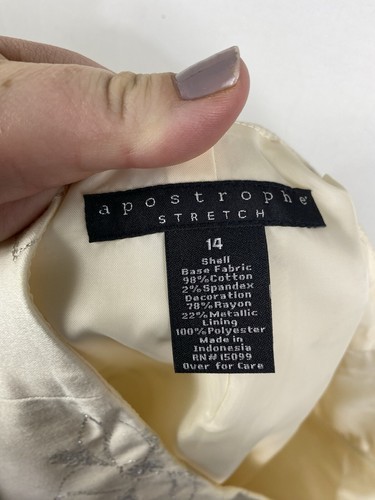 apostrophe
STRETCH
14
Shell
Base Fabric
98%Cotton
2%Spandex
Decoration
78%Rayon
22%Metallic
Lining
100%Polyester
Made in
Indonesia
RN#15099
Over for Care